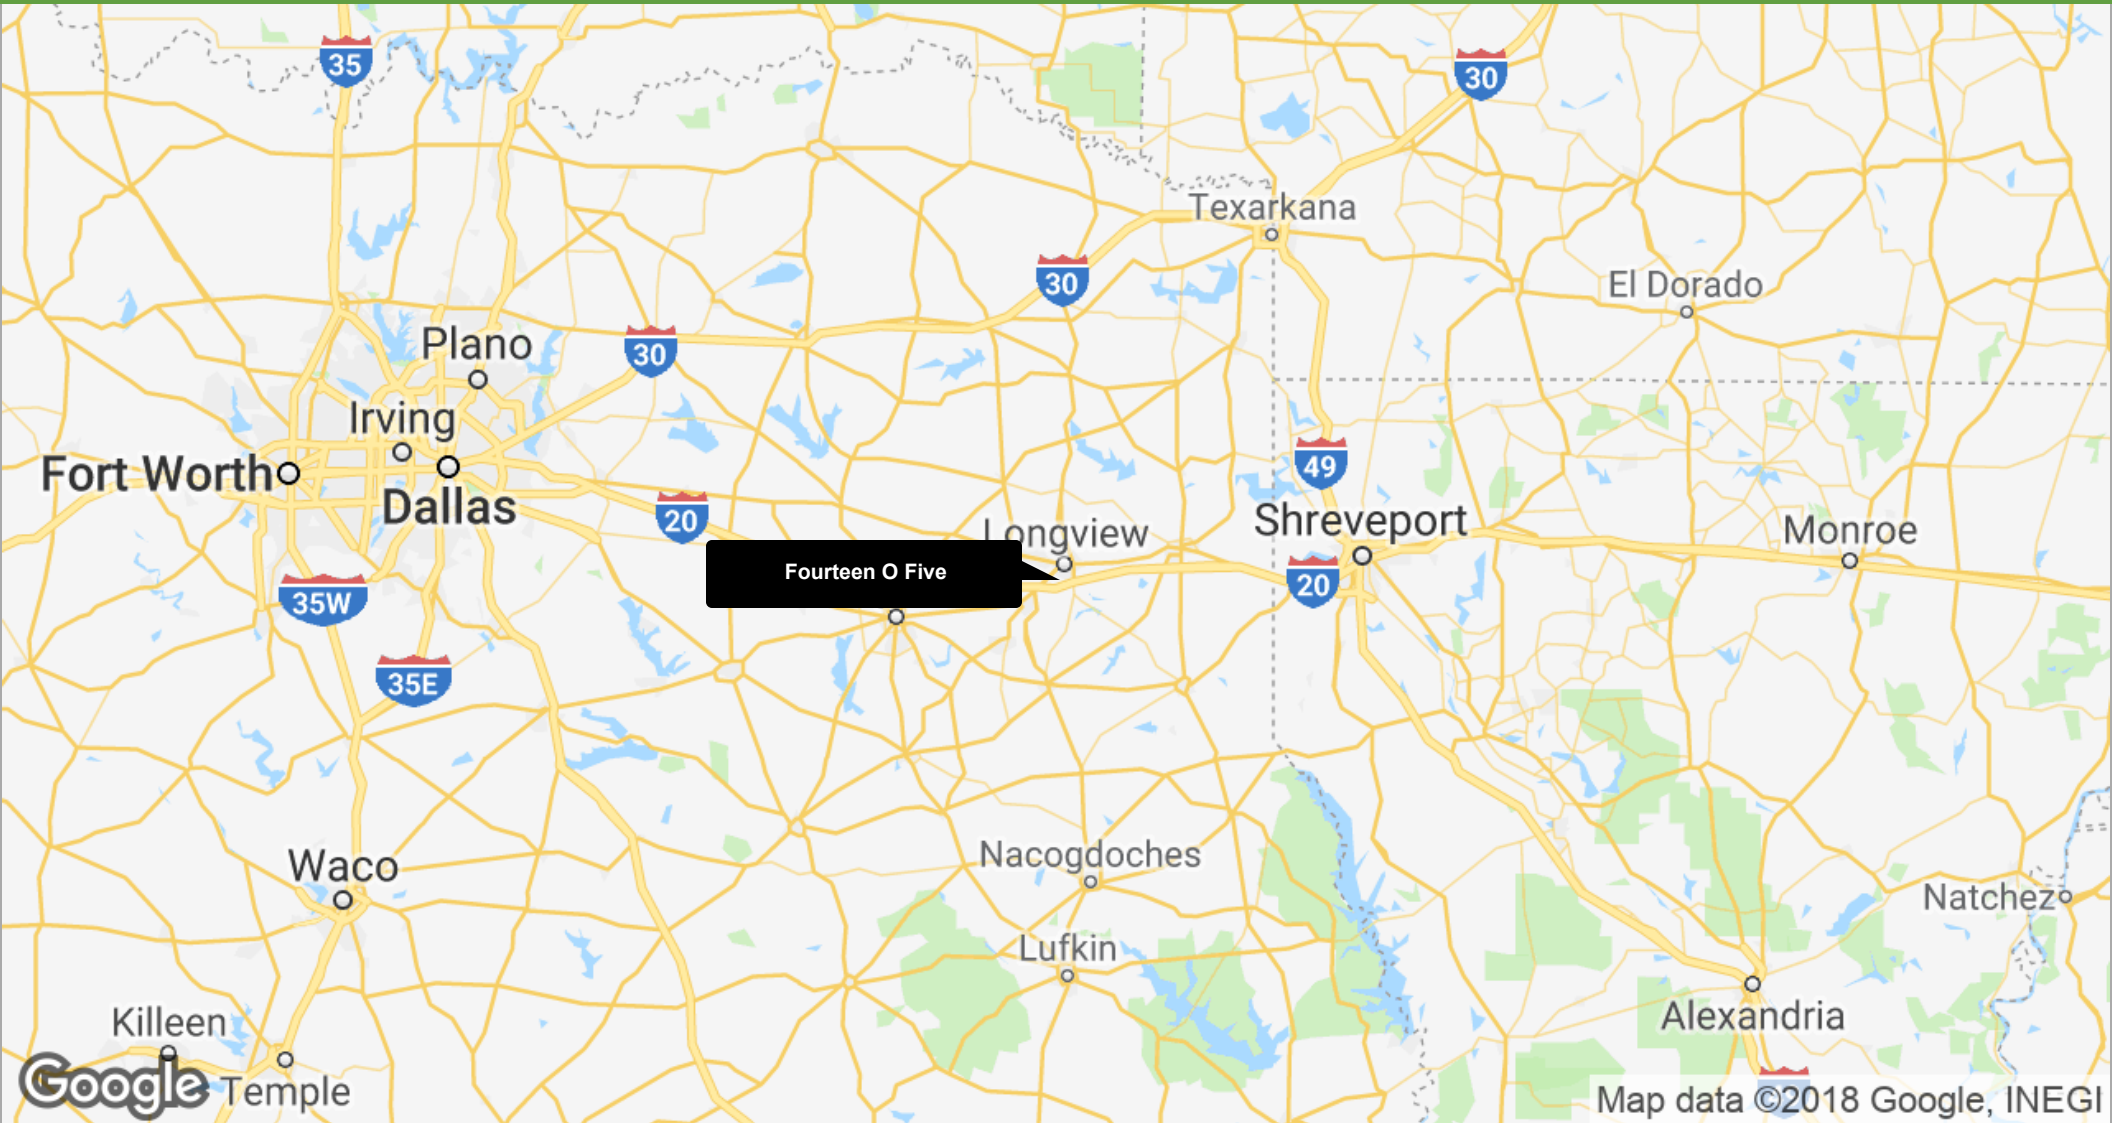 35
30
Texarkana
30
El Dorado
Plano
30
Irving
49
Fort Worth
Dallas
20
Longview
Shreveport
Monroe
Fourteen O Five
20
35W
35E
Waco
Nacogdoches
Natchez
Lufkin
Killeen
Alexandria
Google
Temple
Map data ©2018 Google, INEGI